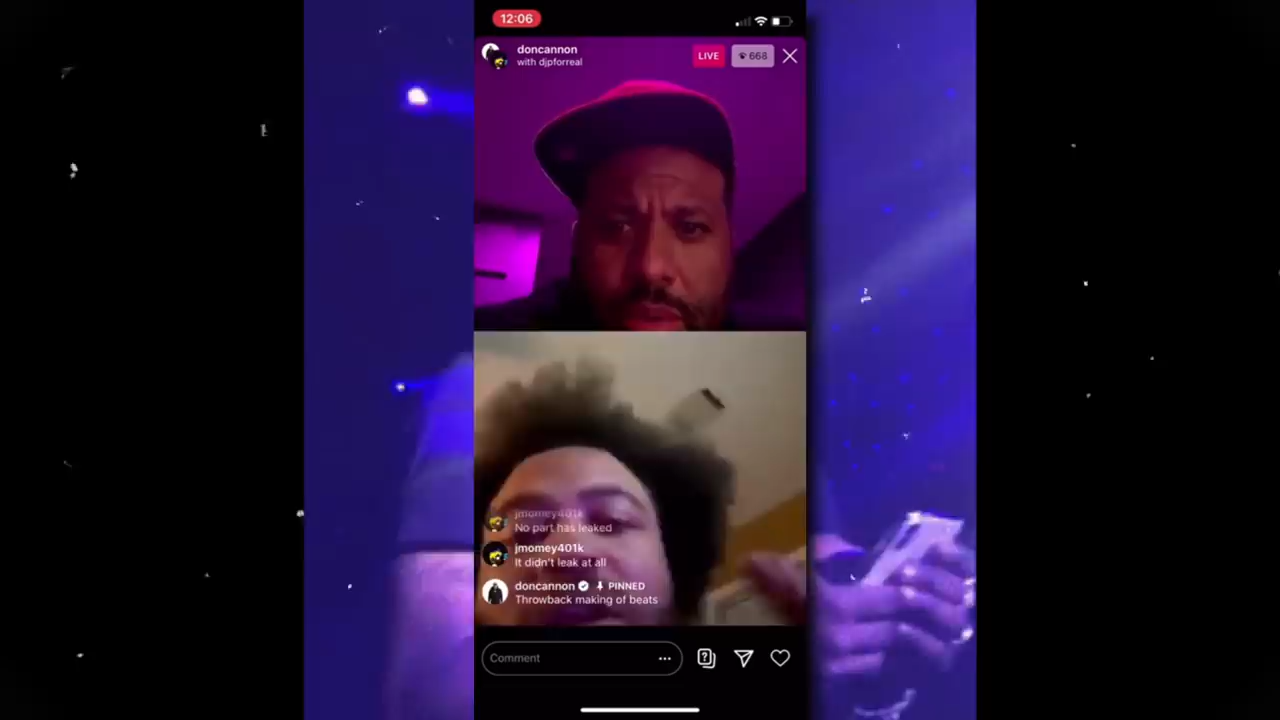 12:06
doncannon
with djpforreal
LIVE
668
jmomey401k
No part has leaked
jmomey401k
It didn't leak at all
doncannon PINNED
Throwback making of beats
Comment